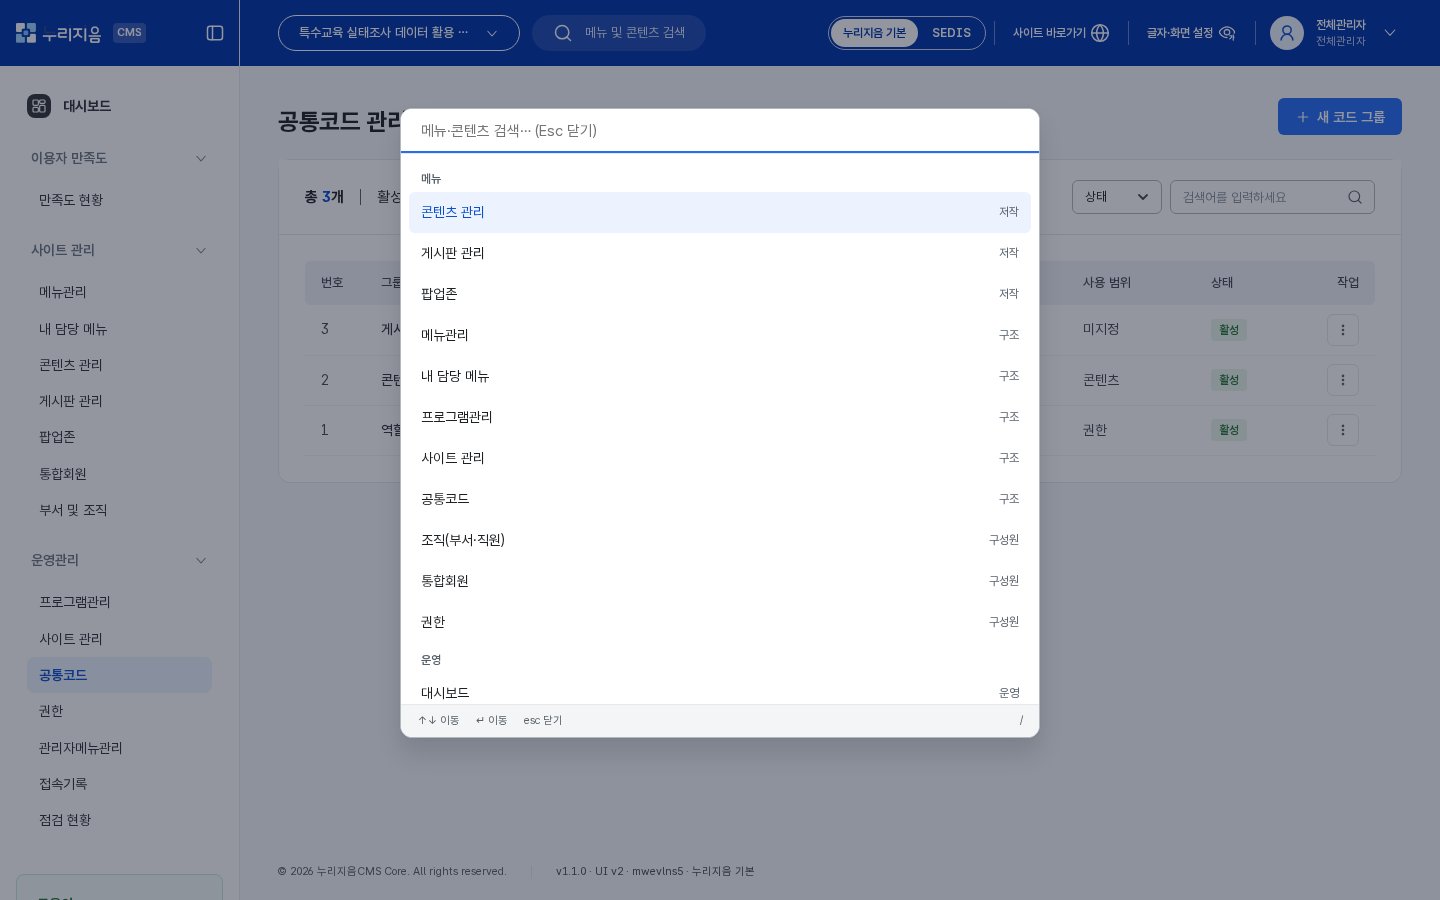 누리지음 CMS
특수교육 실태조사 데이터 활용 ···
메뉴 및 콘텐츠 검색
누리지음 기본 SEDIS
사이트 바로가기
글자·화면 설정
전체관리자
전체관리자
대시보드
이용자 만족도
만족도 현황
사이트 관리
메뉴관리
내 담당 메뉴
콘텐츠 관리
게시판 관리
팝업존
통합회원
부서 및 조직
운영관리
프로그램관리
사이트 관리
공통코드
권한
관리자메뉴관리
접속기록
점검 현황
공통코드 관리
새 코드 그룹
총 3개
활성
상태
검색어를 입력하세요
번호 그룹 사용 범위 상태 작업
3 게시 미지정 활성
2 콘텐 콘텐츠 활성
1 역할 권한 활성
메뉴·콘텐츠 검색··· (Esc 닫기)
메뉴
콘텐츠 관리 저작
게시판 관리 저작
팝업존 저작
메뉴관리 구조
내 담당 메뉴 구조
프로그램관리 구조
사이트 관리 구조
공통코드 구조
조직(부서·직원) 구성원
통합회원 구성원
권한 구성원
운영
대시보드 운영
↑↓ 이동 ↵ 이동 esc 닫기 /
© 2026 누리지음CMS Core. All rights reserved.
v1.1.0 · UI v2 · mwevlns5 · 누리지음 기본